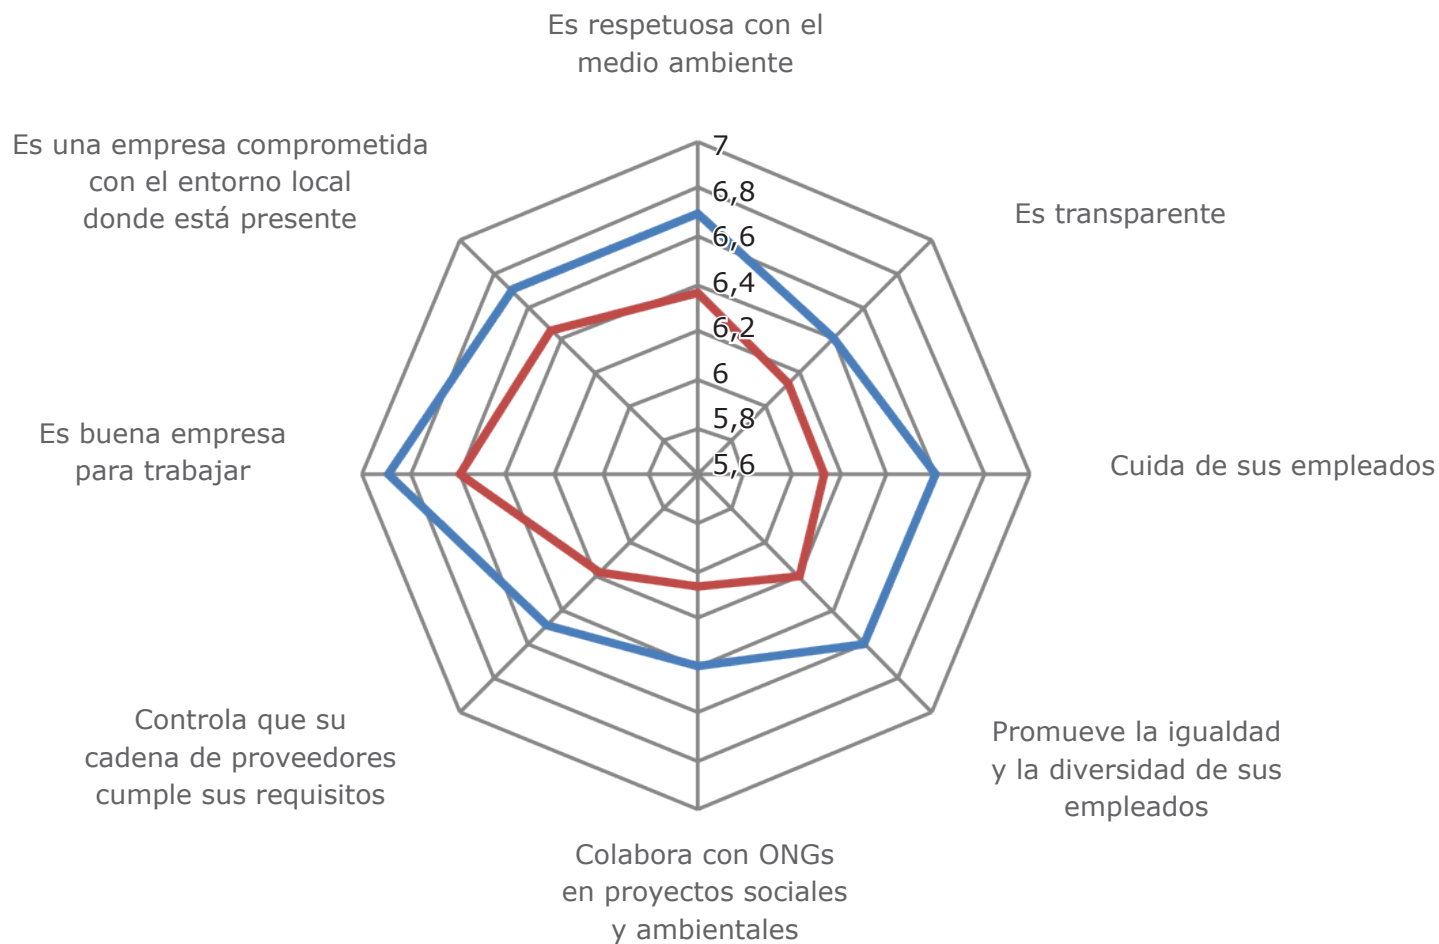 Es respetuosa con el
medio ambiente
Es una empresa comprometida
con el entorno local
donde está presente
Es transparente
7
6,8
6,6
6,4
6,2
6
5,8
5,6
Es buena empresa
para trabajar
Cuida de sus empleados
Controla que su
cadena de proveedores
cumple sus requisitos
Promueve la igualdad
y la diversidad de sus
empleados
Colabora con ONGs
en proyectos sociales
y ambientales